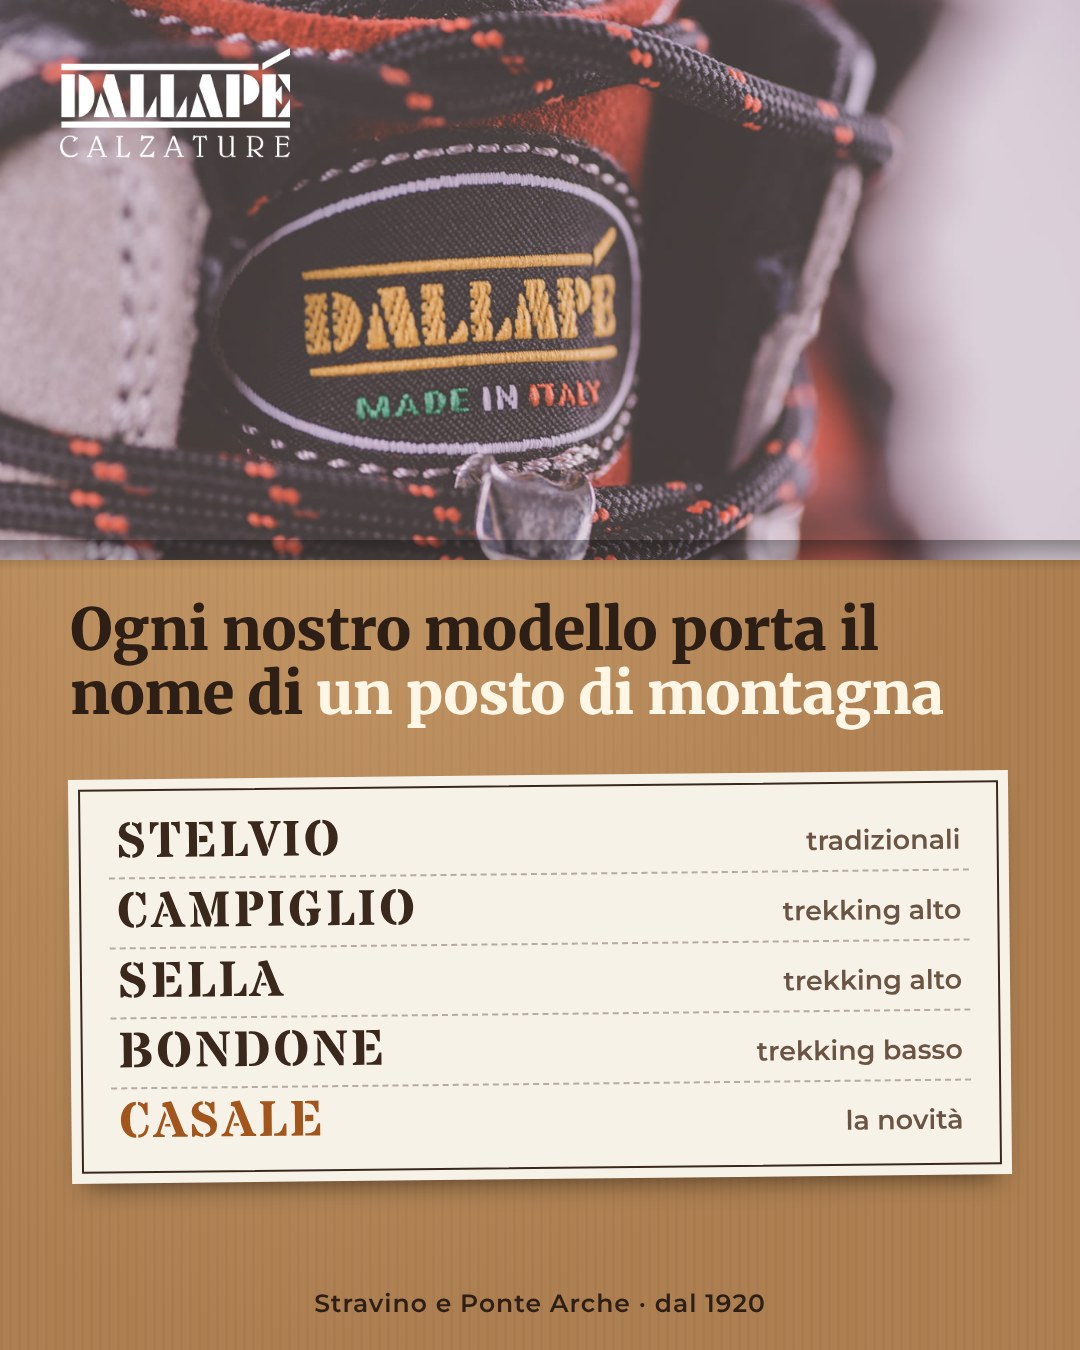 DALLAPÉ
CALZATURE
DALLAPÉ
MADE IN ITALY
Ogni nostro modello porta il
nome di un posto di montagna
STELVIO tradizionali
CAMPIGLIO trekking alto
SELLA trekking alto
BONDONE trekking basso
CASALE la novità
Stravino e Ponte Arche · dal 1920